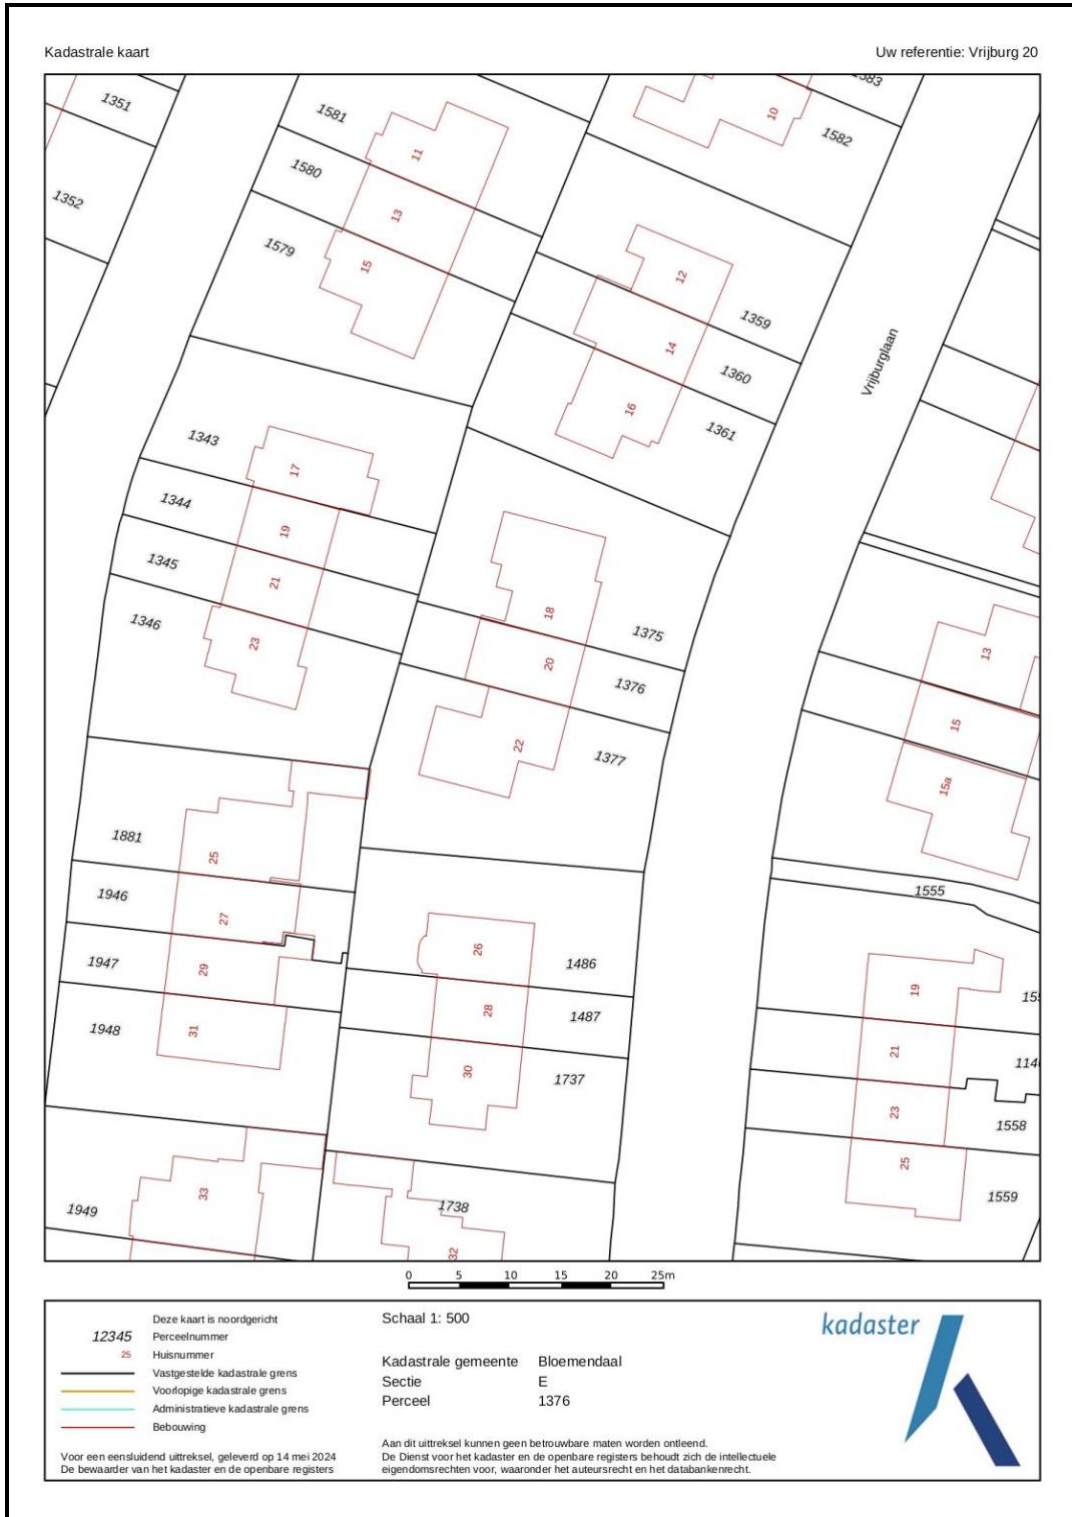 Kadastrale kaart
Uw referentie: Vrijburg 20
1351
1581
11
10
1582
1580
1352
13
1579
15
12
1359
14
1360
Vrijburglaan
16
1361
1343
17
1344
19
1345
21
1346
23
18
1375
20
1376
13
22
1377
15
15a
1881
25
1555
1946
27
1947
29
26
1486
19
1948
31
28
1487
21
30
1737
23
1558
25
1949
33
1738
1559
32
0 5 10 15 20 25m
Deze kaart is noordgericht
12345 Perceelnummer
25 Huisnummer
Vastgestelde kadastrale grens
Voorlopige kadastrale grens
Administratieve kadastrale grens
Bebouwing
Voor een eensluidend uittreksel, geleverd op 14 mei 2024
De bewaarder van het kadaster en de openbare registers
Schaal 1: 500
Kadastrale gemeente Bloemendaal
Sectie E
Perceel 1376
Aan dit uittreksel kunnen geen betrouwbare maten worden ontleend.
De Dienst voor het kadaster en de openbare registers behoudt zich de intellectuele
eigendomsrechten voor, waaronder het auteursrecht en het databankenrecht.
kadaster